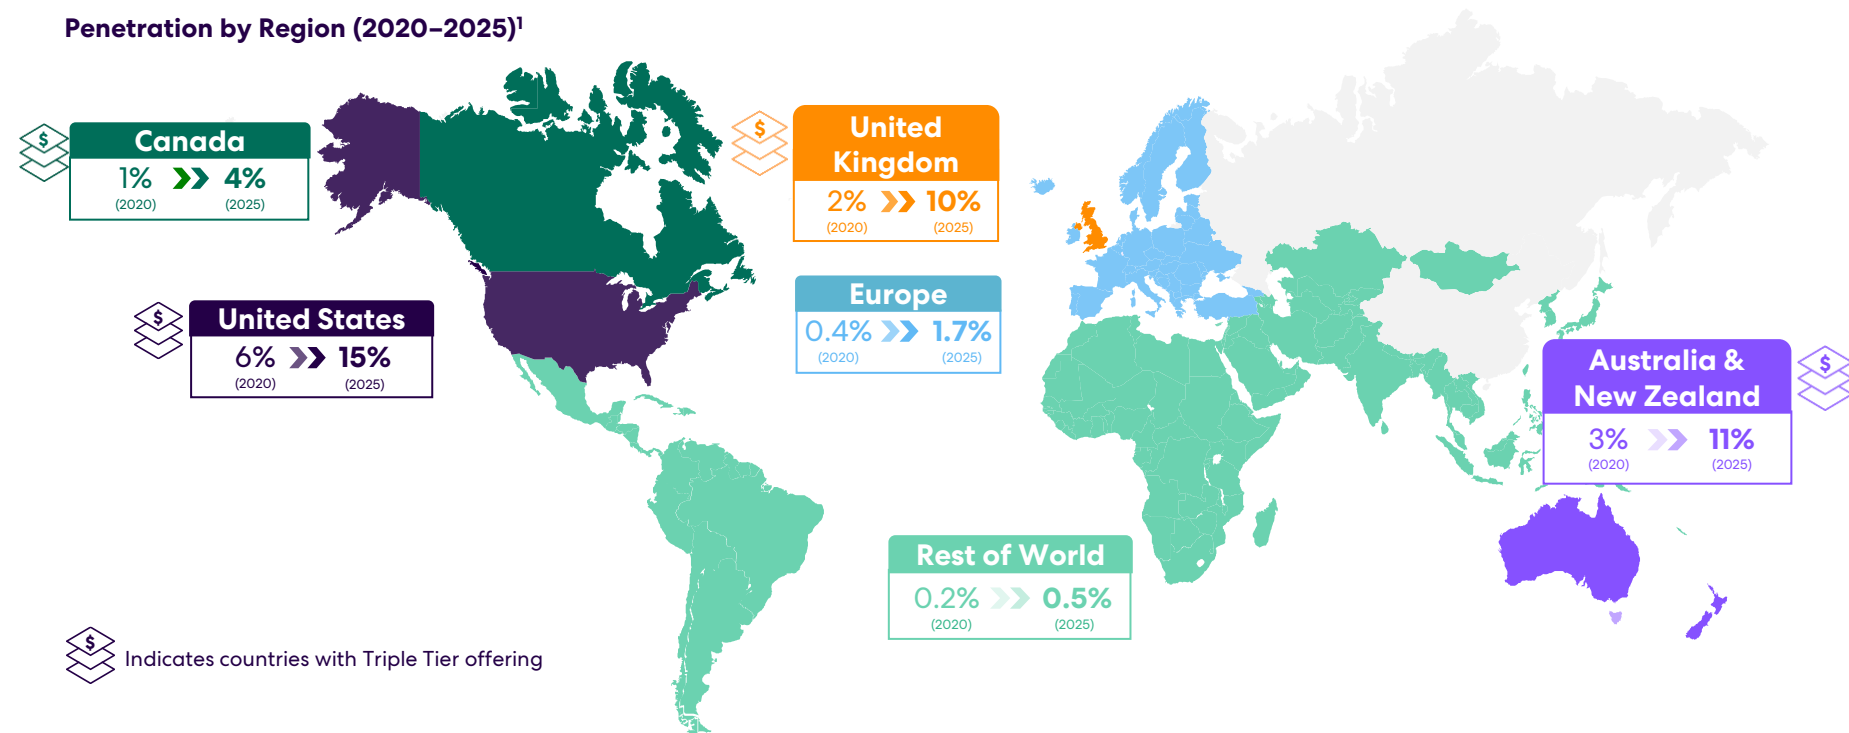 Penetration by Region (2020–2025)¹
$
Canada
1% 4%
(2020) (2025)
$
United States
6% 15%
(2020) (2025)
$
United
Kingdom
2% 10%
(2020) (2025)
Europe
0.4% 1.7%
(2020) (2025)
Australia &
New Zealand
$
3% 11%
(2020) (2025)
Rest of World
0.2% 0.5%
(2020) (2025)
$
Indicates countries with Triple Tier offering